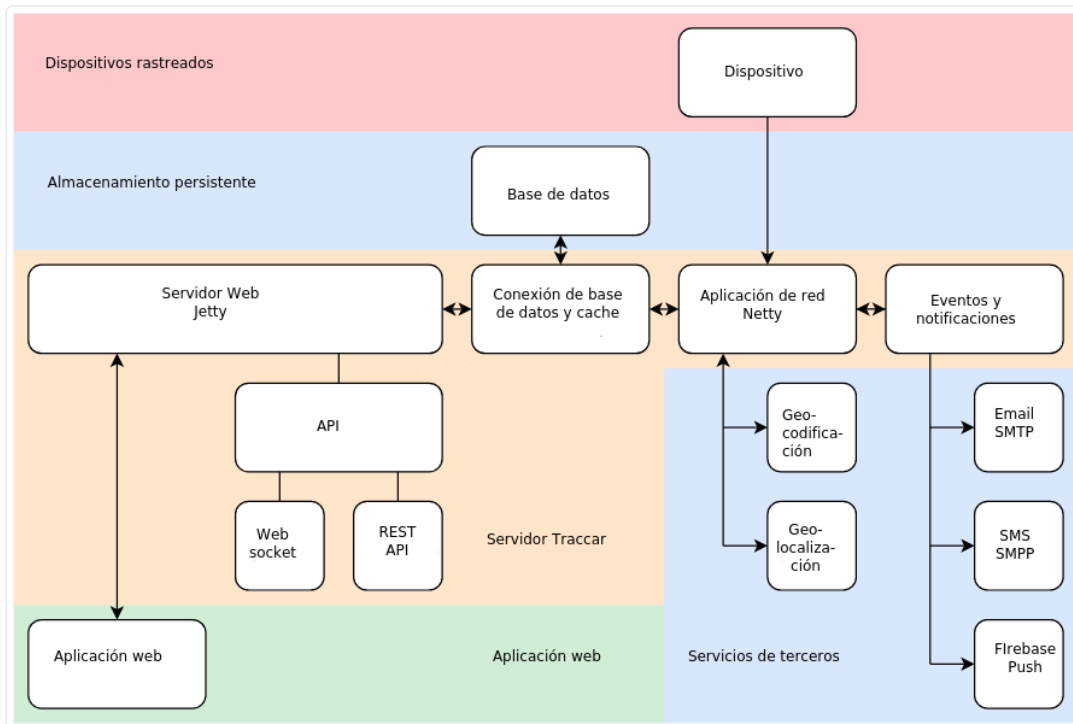 Dispositivos rastreados
Dispositivo
Almacenamiento persistente
Base de datos
Servidor Web
Jetty
Conexión de base
de datos y cache
Aplicación de red
Netty
Eventos y
notificaciones
API
Geo-
codifica-
ción
Email
SMTP
Web
socket
REST
API
Servidor Traccar
Geo-
localiza-
ción
SMS
SMPP
Aplicación web
Aplicación web
Servicios de terceros
FIrebase
Push